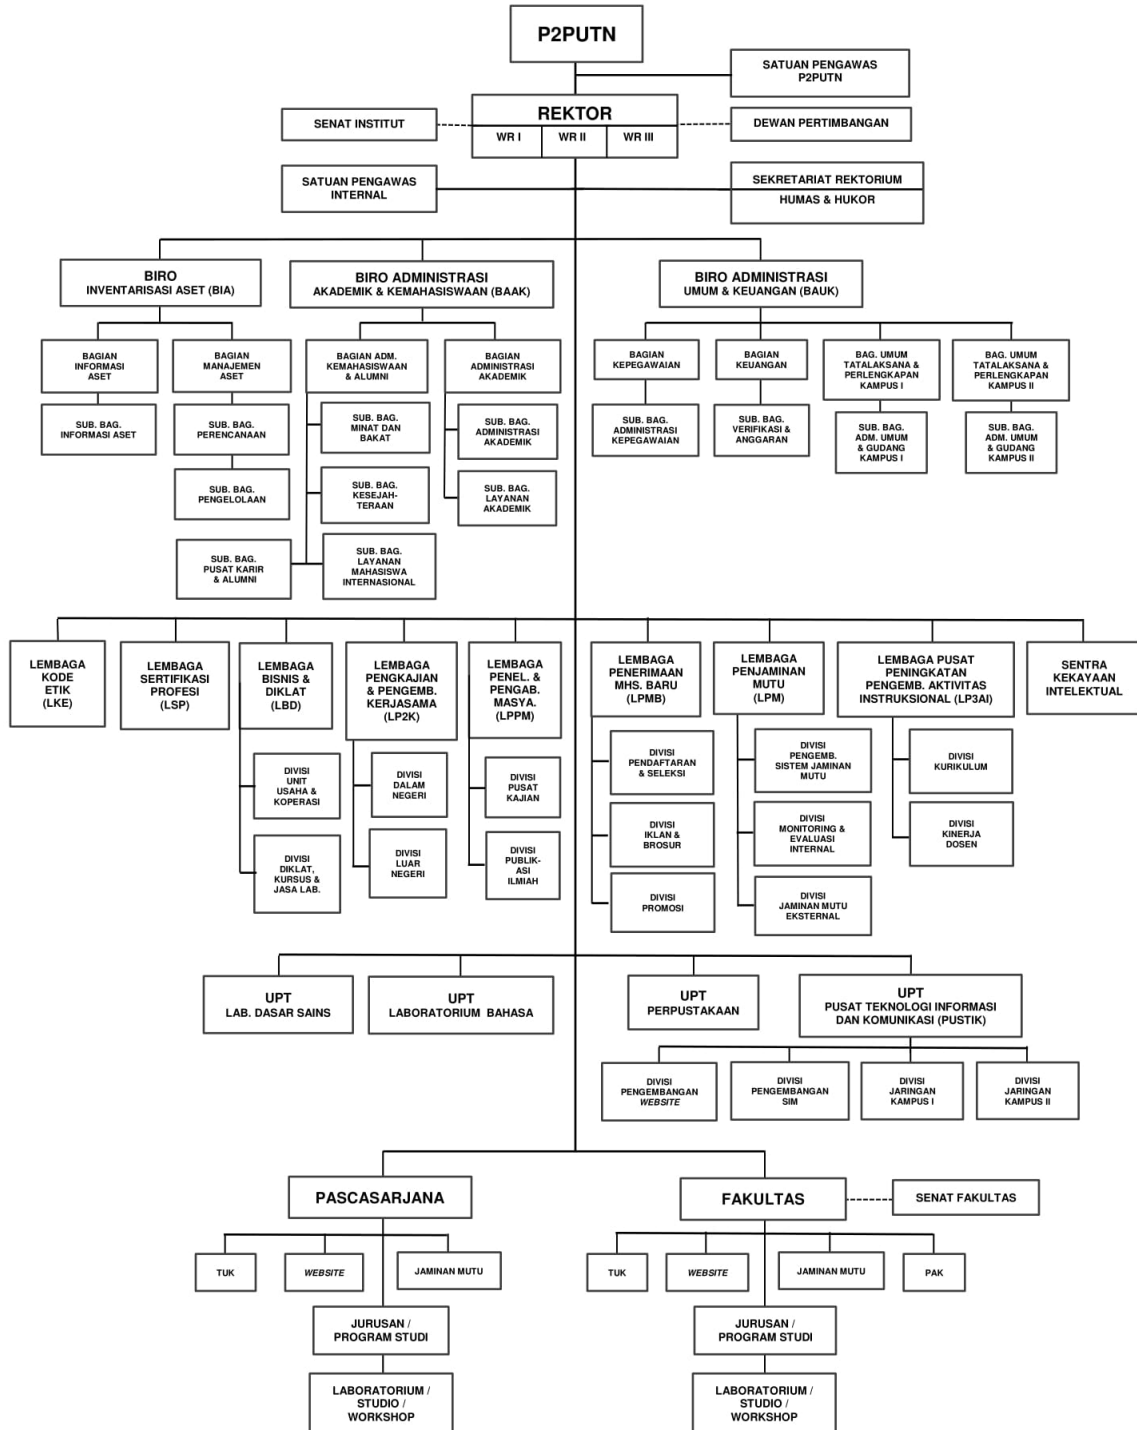 P2PUTN
SATUAN PENGAWAS
P2PUTN
REKTOR
WR I
WR II
WR III
SENAT INSTITUT
DEWAN PERTIMBANGAN
SATUAN PENGAWAS
INTERNAL
SEKRETARIAT REKTORIUM
HUMAS & HUKOR
BIRO
INVENTARISASI ASET (BIA)
BIRO ADMINISTRASI
AKADEMIK & KEMAHASISWAAN (BAAK)
BIRO ADMINISTRASI
UMUM & KEUANGAN (BAUK)
BAGIAN
INFORMASI
ASET
BAGIAN
MANAJEMEN
ASET
BAGIAN ADM.
KEMAHASISWAAN
& ALUMNI
BAGIAN
ADMINISTRASI
AKADEMIK
BAGIAN
KEPEGAWAIAN
BAGIAN
KEUANGAN
BAG. UMUM
TATALAKSANA &
PERLENGKAPAN
KAMPUS I
BAG. UMUM
TATALAKSANA &
PERLENGKAPAN
KAMPUS II
SUB. BAG.
INFORMASI ASET
SUB. BAG.
PERENCANAAN
SUB. BAG.
MINAT DAN
BAKAT
SUB. BAG.
ADMINISTRASI
AKADEMIK
SUB. BAG.
ADMINISTRASI
KEPEGAWAIAN
SUB. BAG.
VERIFIKASI &
ANGGARAN
SUB. BAG.
ADM. UMUM
& GUDANG
KAMPUS I
SUB. BAG.
ADM. UMUM
& GUDANG
KAMPUS II
SUB. BAG.
PENGELOLAAN
SUB. BAG.
KESEJAH-
TERAAN
SUB. BAG.
LAYANAN
AKADEMIK
SUB. BAG.
PUSAT KARIR
& ALUMNI
SUB. BAG.
LAYANAN
MAHASISWA
INTERNASIONAL
LEMBAGA
KODE
ETIK (LKE)
LEMBAGA
SERTIFIKASI
PROFESI (LSP)
LEMBAGA
BISNIS &
DIKLAT (LBD)
LEMBAGA
PENGKAJIAN
& PENGEMB.
KERJASAMA
(LP2K)
LEMBAGA
PENEL. &
PENGAB.
MASYA.
(LPPM)
LEMBAGA
PENERIMAAN
MHS. BARU
(LPMB)
LEMBAGA
PENJAMINAN
MUTU
(LPM)
LEMBAGA PUSAT
PENINGKATAN
PENGEMB. AKTIVITAS
INSTRUKSIONAL (LP3AI)
SENTRA
KEKAYAAN
INTELEKTUAL
DIVISI
UNIT
USAHA &
KOPERASI
DIVISI
DALAM
NEGERI
DIVISI
PUSAT
KAJIAN
DIVISI
PENDAFTARAN
& SELEKSI
DIVISI
PENGEMB.
SISTEM JAMINAN
MUTU
DIVISI
KURIKULUM
DIVISI
DIKLAT,
KURSUS &
JASA LAB.
DIVISI
LUAR
NEGERI
DIVISI
PUBLIK-
ASI
ILMIAH
DIVISI
IKLAN &
BROSUR
DIVISI
MONITORING &
EVALUASI
INTERNAL
DIVISI
KINERJA
DOSEN
DIVISI
PROMOSI
DIVISI
JAMINAN MUTU
EKSTERNAL
UPT
LAB. DASAR SAINS
UPT
LABORATORIUM BAHASA
UPT
PERPUSTAKAAN
UPT
PUSAT TEKNOLOGI INFORMASI
DAN KOMUNIKASI (PUSTIK)
DIVISI
PENGEMBANGAN
WEBSITE
DIVISI
PENGEMBANGAN
SIM
DIVISI
JARINGAN
KAMPUS I
DIVISI
JARINGAN
KAMPUS II
PASCASARJANA
FAKULTAS
SENAT FAKULTAS
TUK
WEBSITE
JAMINAN MUTU
TUK
WEBSITE
JAMINAN MUTU
PAK
JURUSAN /
PROGRAM STUDI
JURUSAN /
PROGRAM STUDI
LABORATORIUM /
STUDIO /
WORKSHOP
LABORATORIUM /
STUDIO /
WORKSHOP